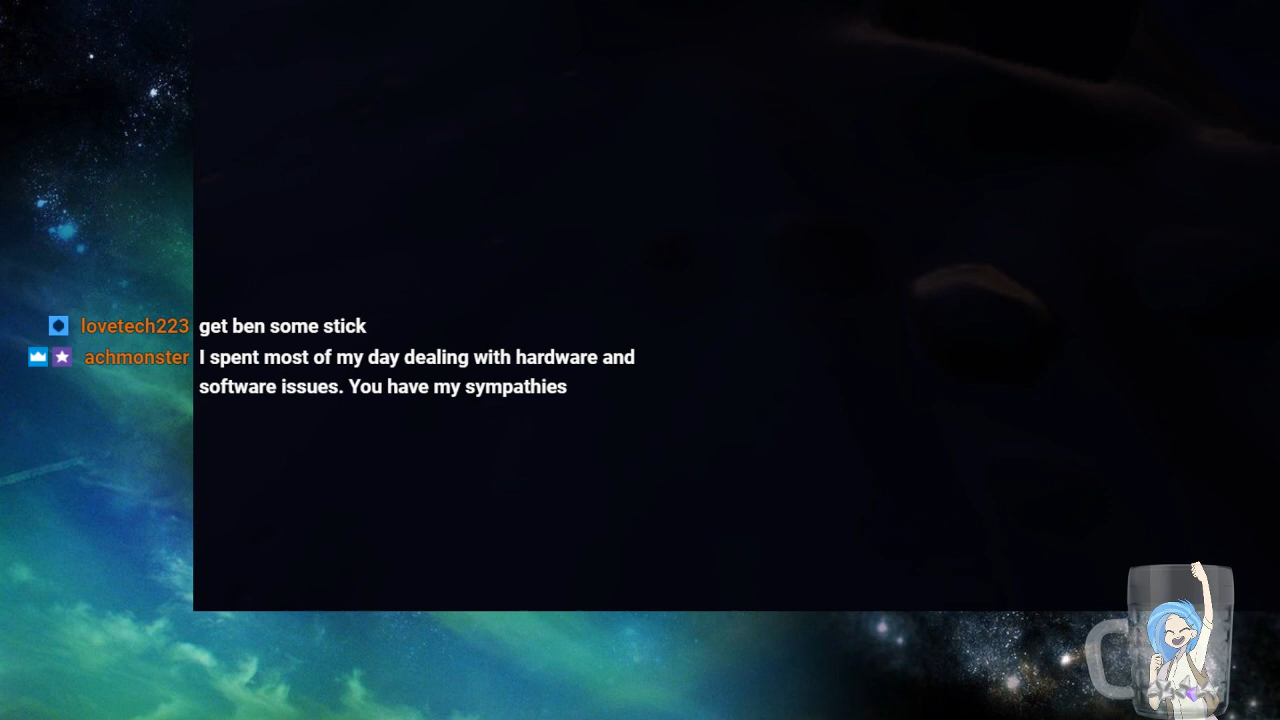 lovetech223 get ben some stick
achmonster I spent most of my day dealing with hardware and
software issues. You have my sympathies